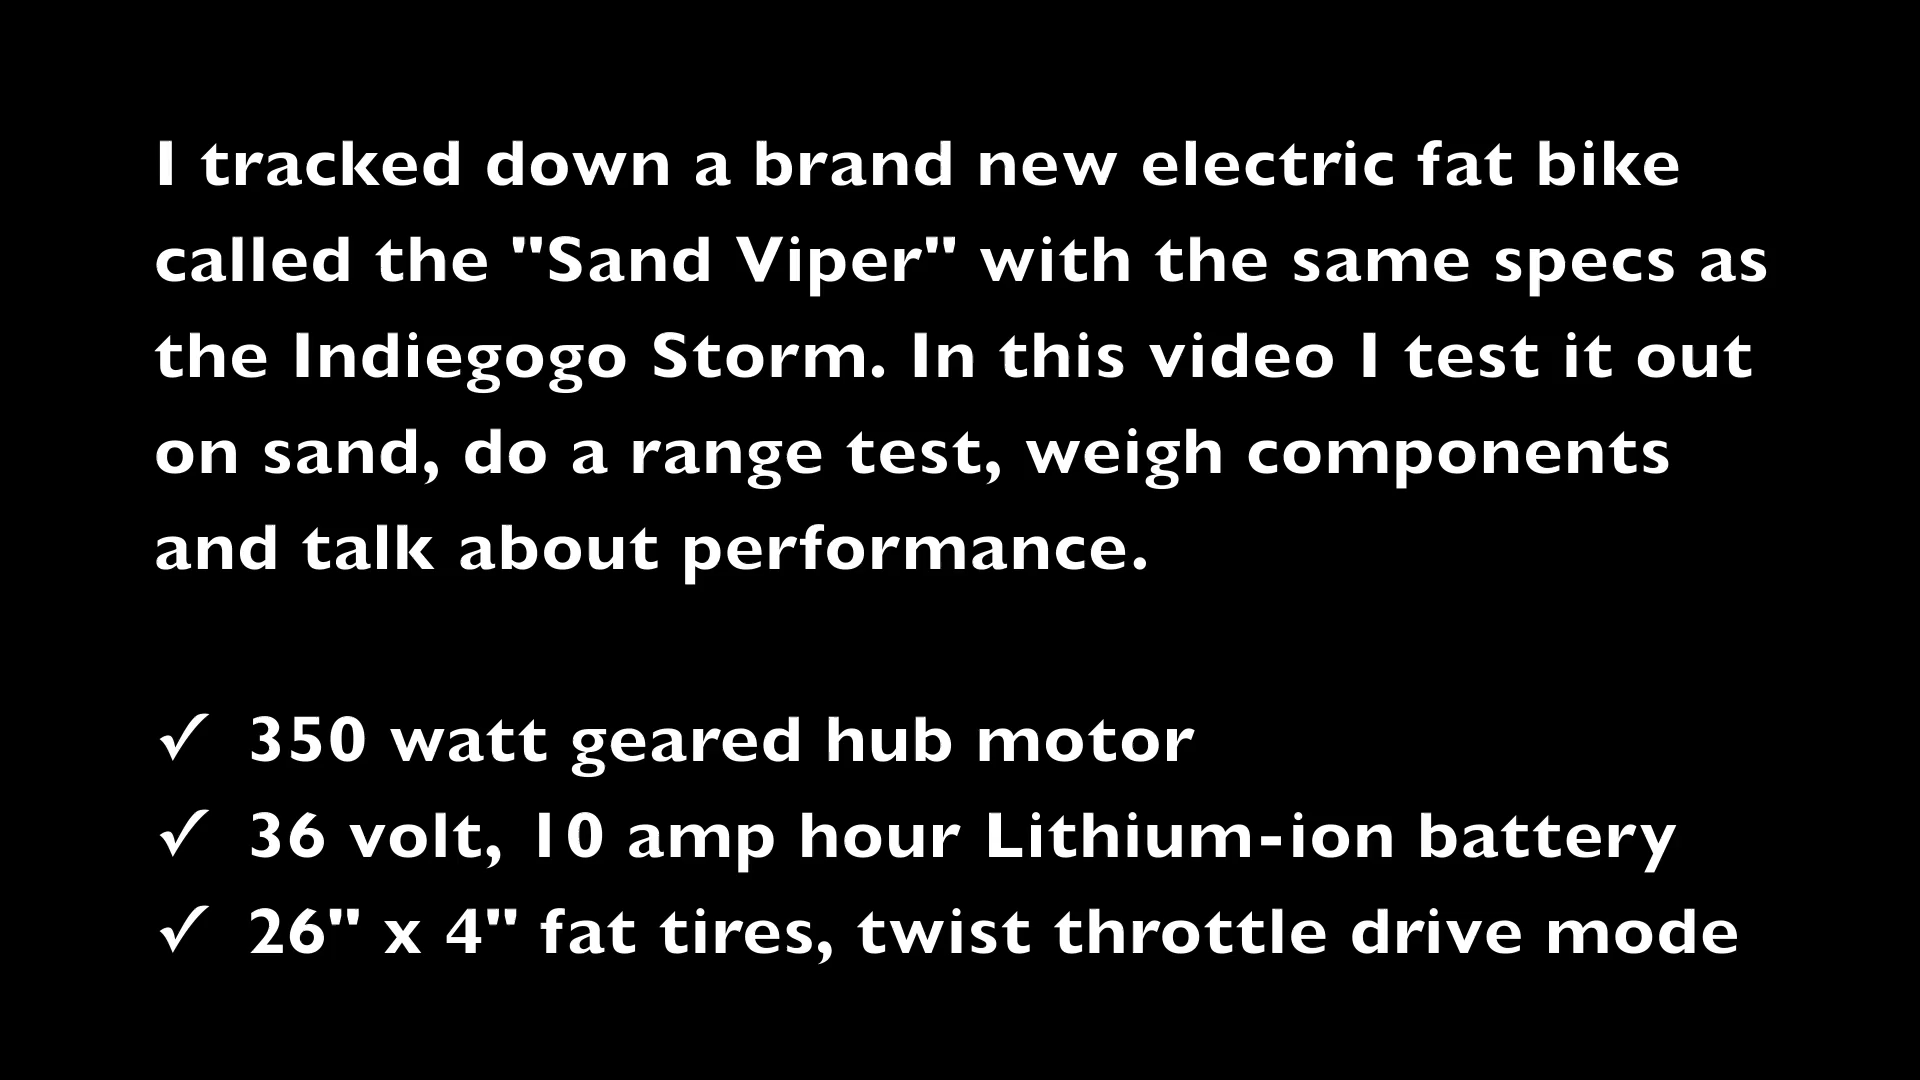 I tracked down a brand new electric fat bike
called the "Sand Viper" with the same specs as
the Indiegogo Storm. In this video I test it out
on sand, do a range test, weigh components
and talk about performance.
✓ 350 watt geared hub motor
✓ 36 volt, 10 amp hour Lithium-ion battery
✓ 26" x 4" fat tires, twist throttle drive mode